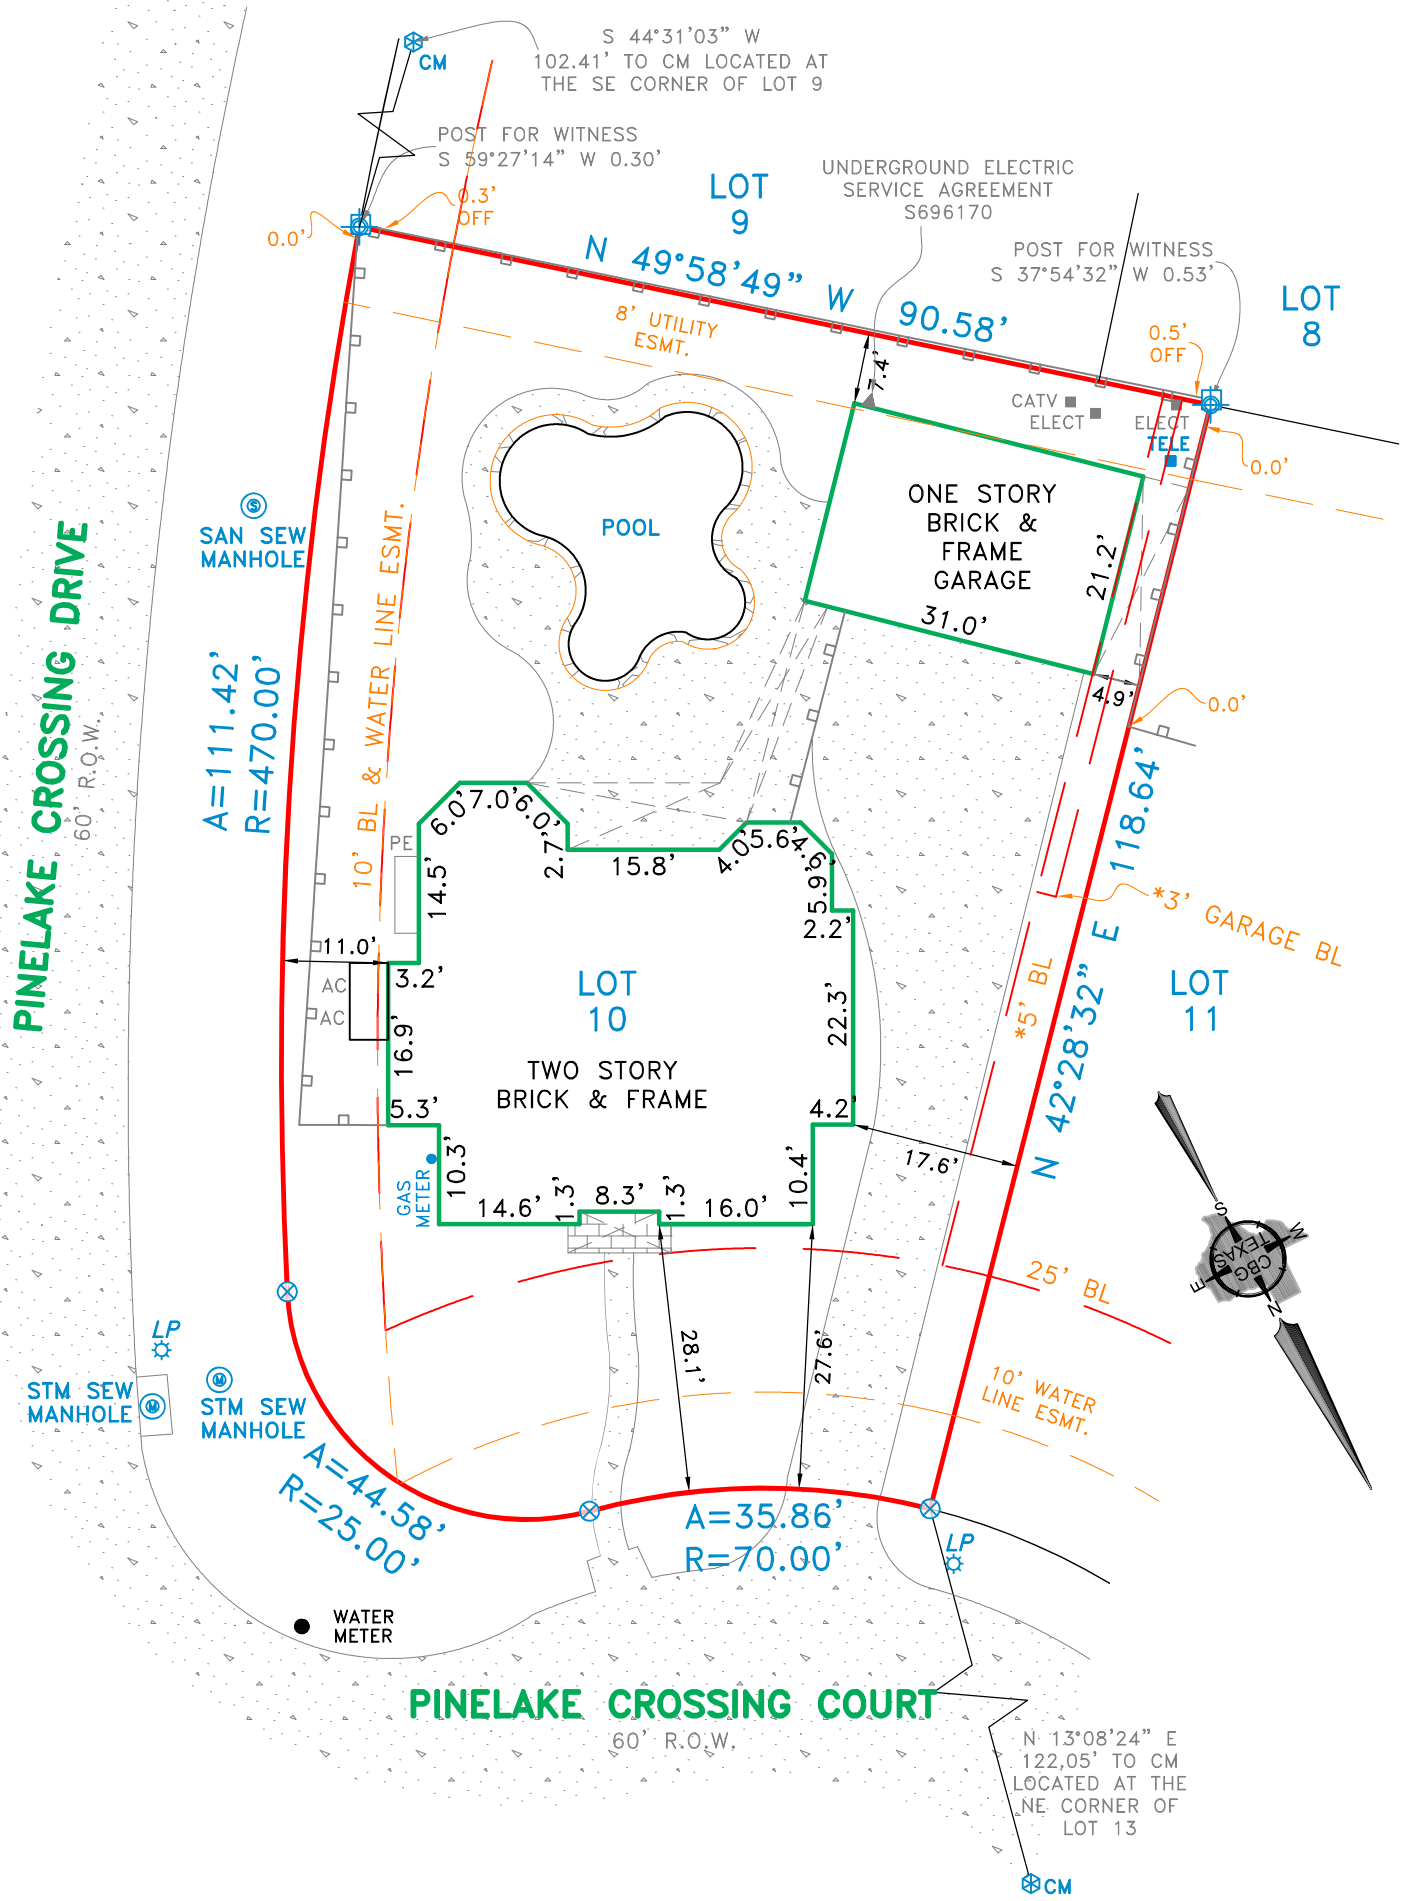 S 44°31'03” W
102.41' TO CM LOCATED AT
THE SE CORNER OF LOT 9
CM
POST FOR WITNESS
S 59°27'14” W 0.30'
0.3'
OFF
0.0'
LOT
9
UNDERGROUND ELECTRIC
SERVICE AGREEMENT
S696170
POST FOR WITNESS
S 37°54'32” W 0.53'
LOT
8
N 49°58'49” W 90.58'
8' UTILITY
ESMT.
0.5'
OFF
7.4'
CATV
ELECT
ELECT
TELE
0.0'
SAN SEW
MANHOLE
POOL
ONE STORY
BRICK &
FRAME
GARAGE
21.2'
31.0'
4.9'
0.0'
PINELAKE CROSSING DRIVE
60' R.O.W.
A=111.42'
R=470.00'
10' BL & WATER LINE ESMT.
PE
6.0'
7.0'
6.0'
2.7'
15.8'
4.0'
5.6'
4.6'
5.9'
2.2'
14.5'
11.0'
3.2'
AC
AC
16.9'
5.3'
LOT
10
TWO STORY
BRICK & FRAME
22.3'
4.2'
10.3'
GAS
METER
14.6'
1.3'
8.3'
1.3'
16.0'
10.4'
17.6'
28.1'
27.6'
N 42°28'32” E 118.64'
*3' GARAGE BL
*5' BL
LOT
11
25' BL
10' WATER
LINE ESMT.
S
W
TEXAS
CBG
E
N
LP
STM SEW
MANHOLE
M
STM SEW
MANHOLE
M
S
A=44.58'
R=25.00'
A=35.86'
R=70.00'
LP
WATER
METER
PINELAKE CROSSING COURT
60' R.O.W.
N 13°08'24” E
122,05' TO CM
LOCATED AT THE
NE CORNER OF
LOT 13
CM